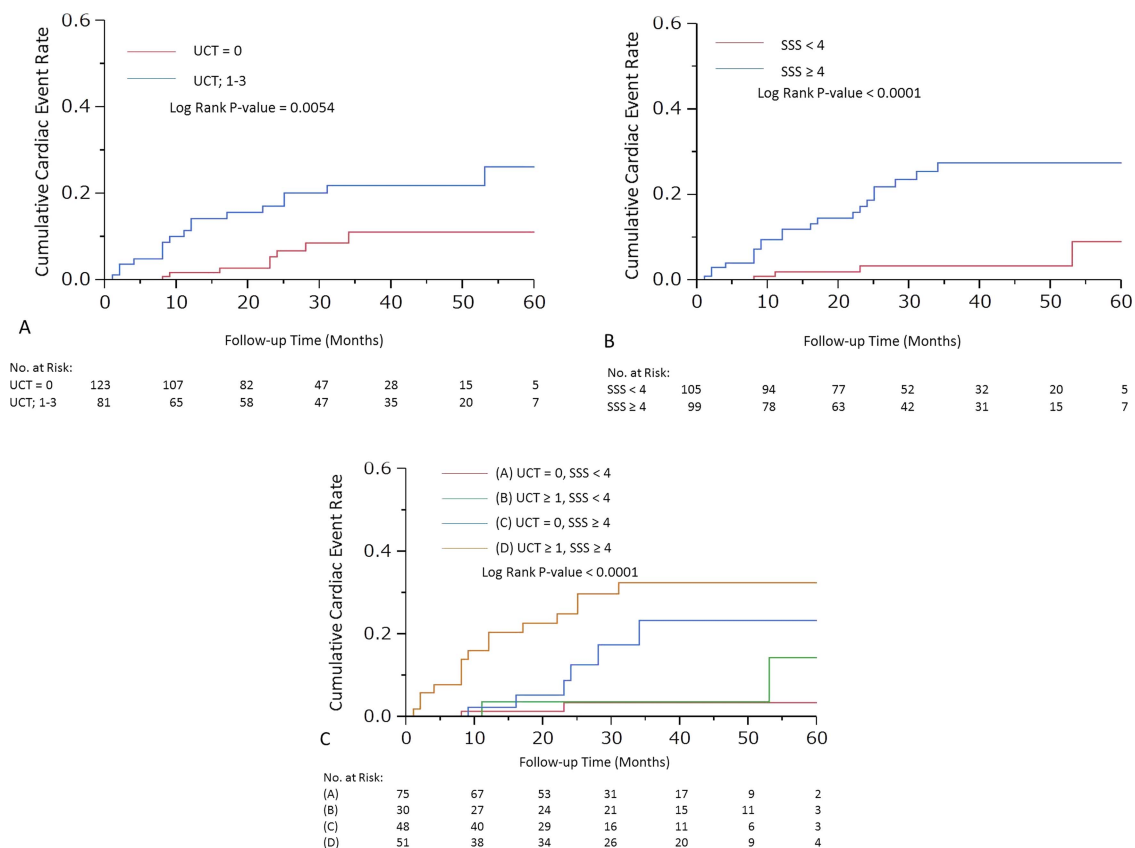 0.6
0.4
0.2
0.0
Cumulative Cardiac Event Rate
UCT = 0
UCT; 1-3
Log Rank P-value = 0.0054
0 10 20 30 40 50 60
A
Follow-up Time (Months)
No. at Risk:
UCT = 0 123 107 82 47 28 15 5
UCT; 1-3 81 65 58 47 35 20 7
0.6
0.4
0.2
0.0
Cumulative Cardiac Event Rate
SSS < 4
SSS ≥ 4
Log Rank P-value < 0.0001
0 10 20 30 40 50 60
B
Follow-up Time (Months)
No. at Risk:
SSS < 4 105 94 77 52 32 20 5
SSS ≥ 4 99 78 63 42 31 15 7
0.6
0.4
0.2
0.0
Cumulative Cardiac Event Rate
(A) UCT = 0, SSS < 4
(B) UCT ≥ 1, SSS < 4
(C) UCT = 0, SSS ≥ 4
(D) UCT ≥ 1, SSS ≥ 4
Log Rank P-value < 0.0001
0 10 20 30 40 50 60
C
Follow-up Time (Months)
No. at Risk:
(A) 75 67 53 31 17 9 2
(B) 30 27 24 21 15 11 3
(C) 48 40 29 16 11 6 3
(D) 51 38 34 26 20 9 4